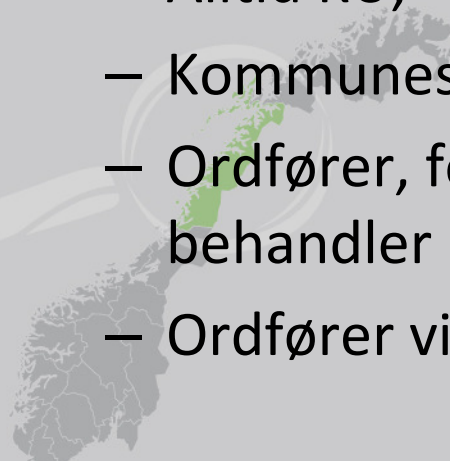 – Kommunes
– Ordfører, f
behandler
– Ordfører vi